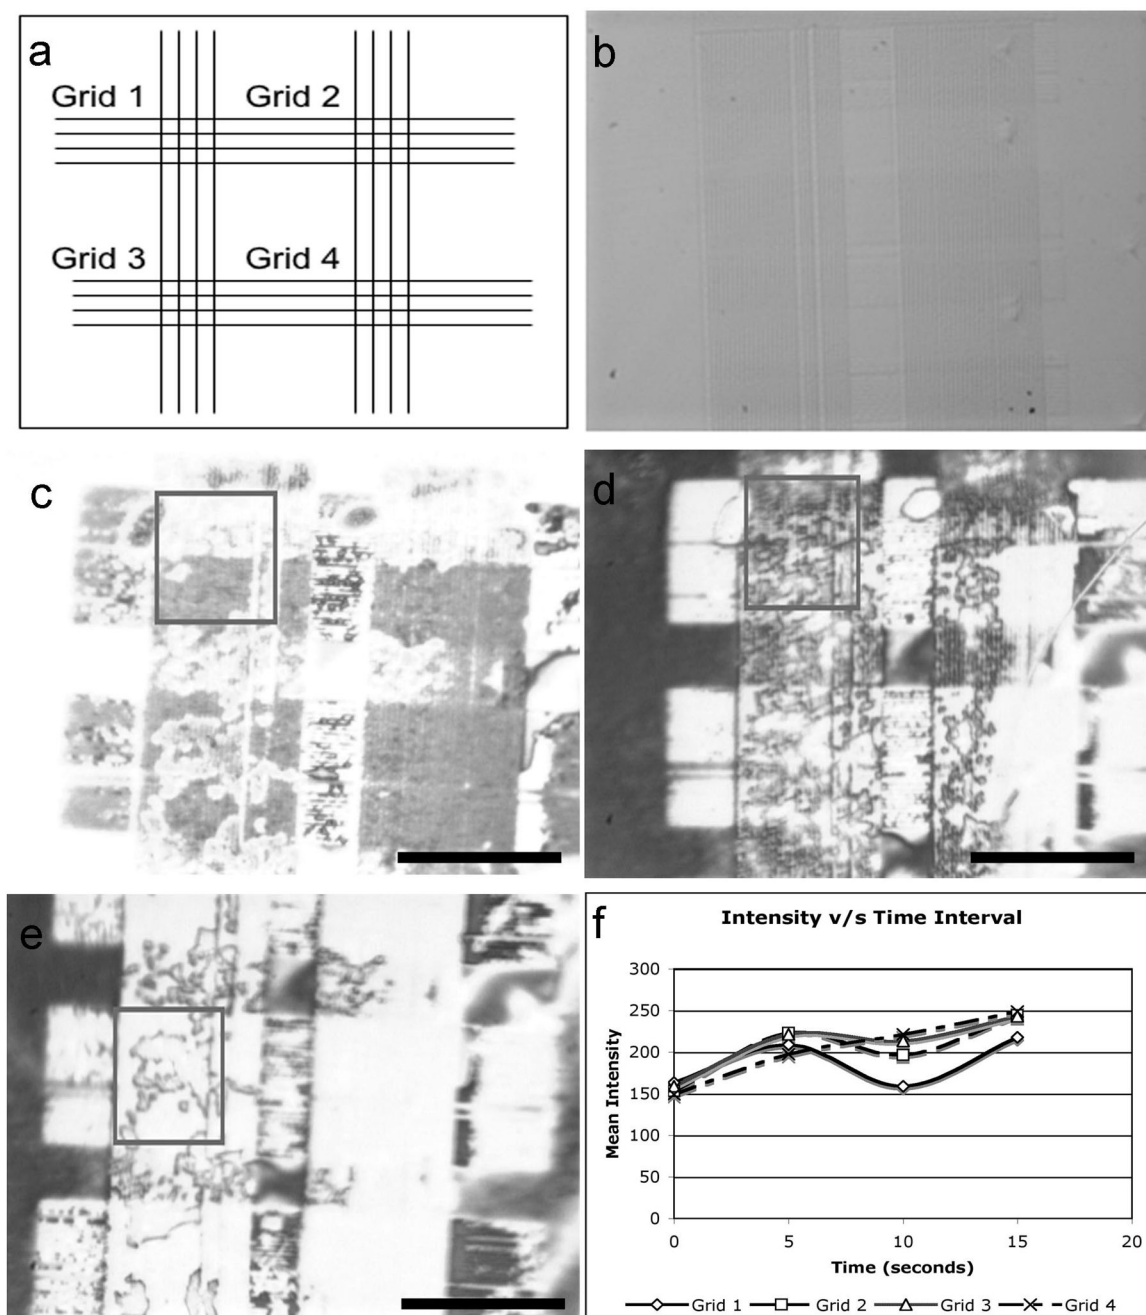 a
Grid 1 Grid 2
Grid 3 Grid 4
b
c
d
e
f
Intensity v/s Time Interval
Mean Intensity
300
250
200
150
100
50
0
0 5 10 15 20
Time (seconds)
Grid 1 Grid 2 Grid 3 Grid 4